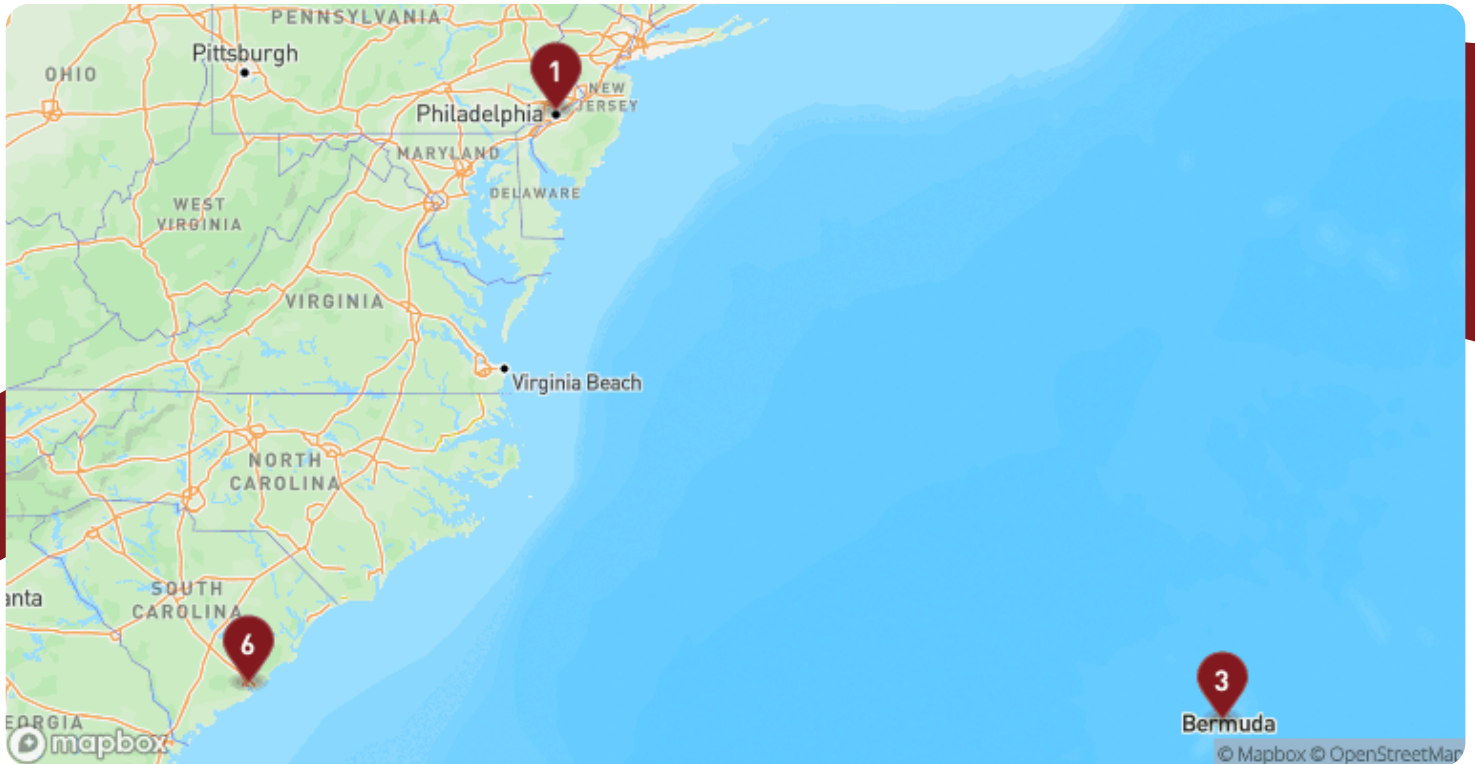 PENNSYLVANIA
Pittsburgh
OHIO
1
NEW
JERSEY
Philadelphia
MARYLAND
DELAWARE
WEST
VIRGINIA
VIRGINIA
Virginia Beach
NORTH
CAROLINA
SOUTH
CAROLINA
anta
6
3
Bermuda
EORGIA
mapbox
© Mapbox © OpenStreetMap